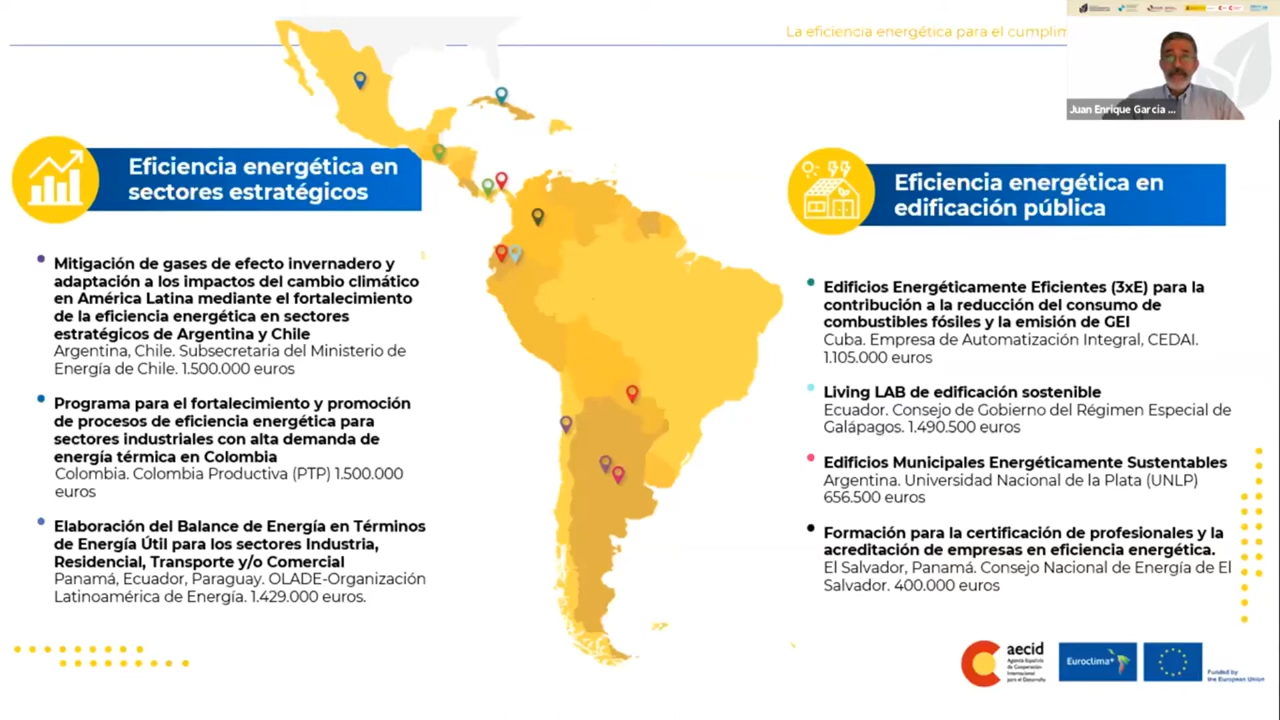 La eficiencia energética para el cumplim
Juan Enrique García ...
Eficiencia energética en
sectores estratégicos
Mitigación de gases de efecto invernadero y
adaptación a los impactos del cambio climático
en América Latina mediante el fortalecimiento
de la eficiencia energética en sectores
estratégicos de Argentina y Chile
Argentina, Chile. Subsecretaria del Ministerio de
Energía de Chile. 1.500.000 euros
Programa para el fortalecimiento y promoción
de procesos de eficiencia energética para
sectores industriales con alta demanda de
energía térmica en Colombia
Colombia. Colombia Productiva (PTP) 1.500.000
euros
Elaboración del Balance de Energía en Términos
de Energía Útil para los sectores Industria,
Residencial, Transporte y/o Comercial
Panamá, Ecuador, Paraguay. OLADE-Organización
Latinoamérica de Energía. 1.429.000 euros.
Eficiencia energética en
edificación pública
Edificios Energéticamente Eficientes (3xE) para la
contribución a la reducción del consumo de
combustibles fósiles y la emisión de GEI
Cuba. Empresa de Automatización Integral, CEDAI.
1.105.000 euros
Living LAB de edificación sostenible
Ecuador. Consejo de Gobierno del Régimen Especial de
Galápagos. 1.490.500 euros
Edificios Municipales Energéticamente Sustentables
Argentina. Universidad Nacional de la Plata (UNLP)
656.500 euros
Formación para la certificación de profesionales y la
acreditación de empresas en eficiencia energética.
El Salvador, Panamá. Consejo Nacional de Energía de El
Salvador. 400.000 euros
aecid
Agencia Española
de Cooperación
Internacional
para el Desarrollo
Euroclima+
Funded by
the European Union